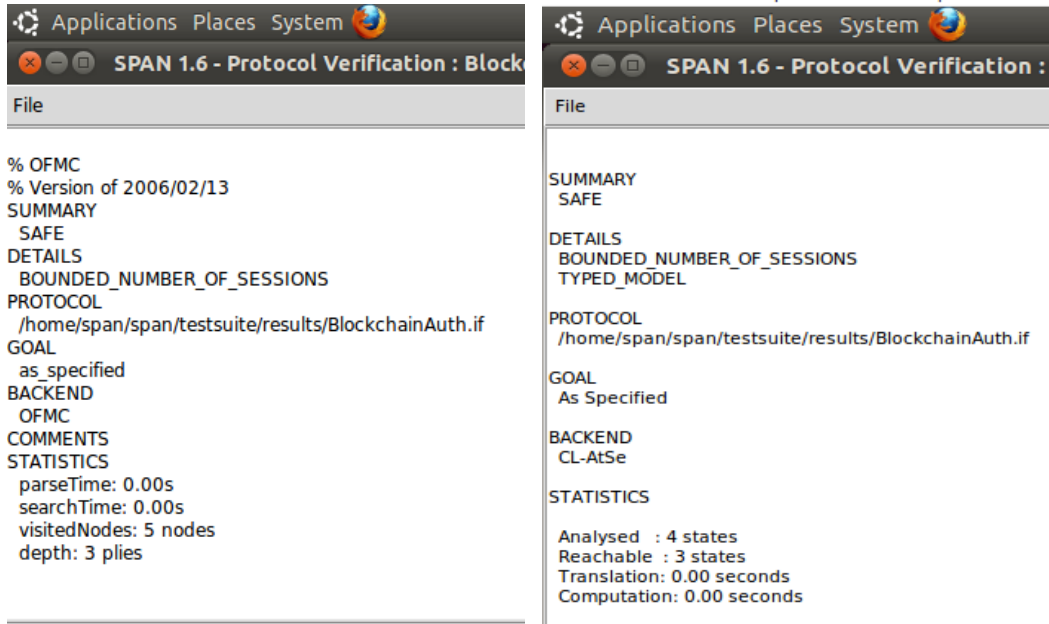 Applications Places System
SPAN 1.6 - Protocol Verification : Block
File
% OFMC
% Version of 2006/02/13
SUMMARY
SAFE
DETAILS
BOUNDED_NUMBER_OF_SESSIONS
PROTOCOL
/home/span/span/testsuite/results/BlockchainAuth.if
GOAL
as_specified
BACKEND
OFMC
COMMENTS
STATISTICS
parseTime: 0.00s
searchTime: 0.00s
visitedNodes: 5 nodes
depth: 3 plies
Applications Places System
SPAN 1.6 - Protocol Verification :
File
SUMMARY
SAFE
DETAILS
BOUNDED_NUMBER_OF_SESSIONS
TYPED_MODEL
PROTOCOL
/home/span/span/testsuite/results/BlockchainAuth.if
GOAL
As Specified
BACKEND
CL-AtSe
STATISTICS
Analysed : 4 states
Reachable : 3 states
Translation: 0.00 seconds
Computation: 0.00 seconds